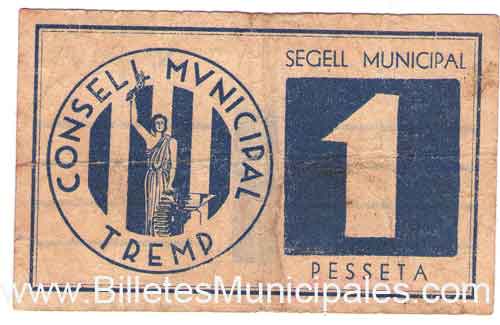 CONSELL MVNICIPAL
TREMP
SEGELL MUNICIPAL
1
PESSETA
www.BilletesMunicipales.com